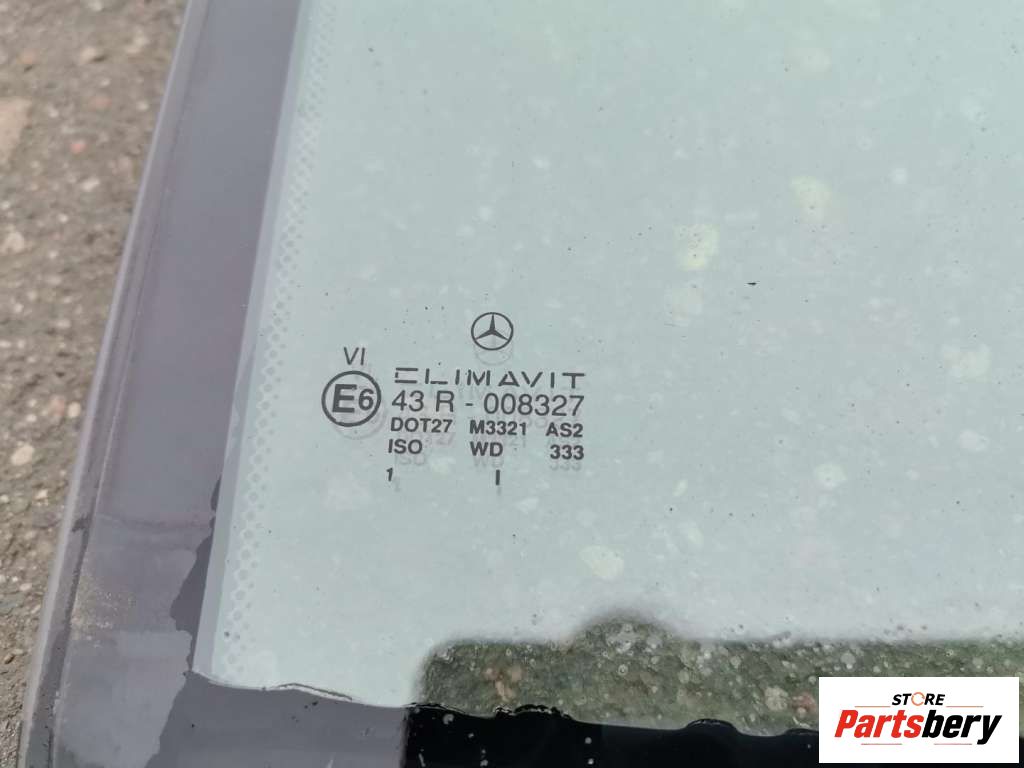 VI
CLIMAVIT
E6
43 R - 008327
DOT27 M3321 AS2
ISO WD 333
1 I
STORE
Partsbery